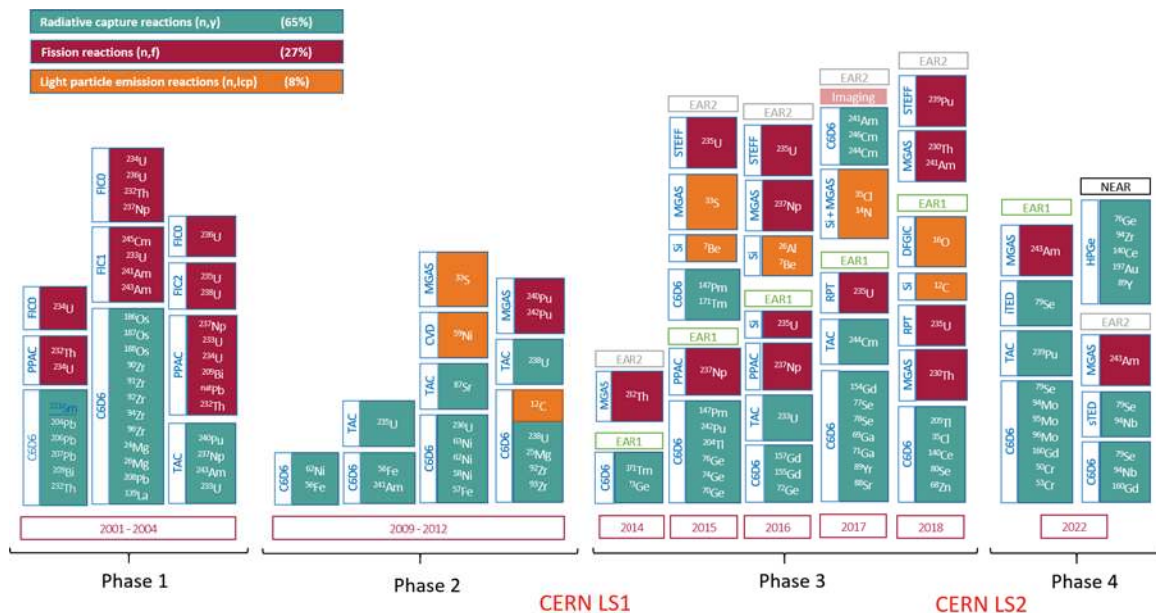 Radiative capture reactions (n,γ) (65%)
Fission reactions (n,f) (27%)
Light particle emission reactions (n,lcp) (8%)
FIC0
²³⁴U
PPAC
²³²Th
²³⁴U
C6D6
²⁰⁴Pb
²⁰⁶Pb
²⁰⁷Pb
²⁰⁹Bi
²³²Th
FIC0
²³⁴U
²³⁶U
²³²Th
²³⁷Np
FIC1
²⁴⁵Cm
²³³U
²⁴¹Am
²⁴³Am
C6D6
¹⁸⁶Os
¹⁸⁷Os
¹⁸⁸Os
⁹⁰Zr
⁹¹Zr
⁹²Zr
⁹⁴Zr
⁹⁶Zr
²⁴Mg
²⁶Mg
²⁰⁸Pb
¹³⁹La
FIC0
²³⁶U
FIC2
²³⁵U
²³⁸U
PPAC
²³⁷Np
²³³U
²³⁴U
²⁰⁹Bi
ⁿᵃᵗPb
²³²Th
TAC
²⁴⁰Pu
²³⁷Np
²⁴³Am
²³³U
2001 - 2004
Phase 1
C6D6
⁶²Ni
⁵⁶Fe
TAC
²³⁵U
C6D6
⁵⁶Fe
²⁴¹Am
MGAS
³³S
CVD
⁵⁹Ni
TAC
⁸⁷Sr
C6D6
²³⁶U
⁶³Ni
⁶²Ni
⁵⁸Ni
⁵⁷Fe
MGAS
²⁴⁰Pu
²⁴²Pu
TAC
²³⁸U
C6D6
¹²C
²³⁸U
²⁵Mg
⁹²Zr
⁹³Zr
2009 - 2012
Phase 2
CERN LS1
EAR2
MGAS
²³²Th
EAR1
C6D6
¹⁷¹Tm
⁷³Ge
2014
EAR2
STEFF
²³⁵U
MGAS
³³S
Si
⁷Be
C6D6
¹⁴⁷Pm
¹⁷¹Tm
EAR1
PPAC
²³⁷Np
C6D6
¹⁴⁷Pm
²⁴²Pu
²⁰⁴Tl
⁷⁶Ge
⁷⁴Ge
⁷⁰Ge
2015
EAR2
STEFF
²³⁵U
MGAS
²³⁷Np
Si
²⁶Al
⁷Be
EAR1
Si
²³⁵U
PPAC
²³⁷Np
TAC
²³³U
C6D6
¹⁵⁷Gd
¹⁵⁵Gd
⁷²Ge
2016
EAR2
Imaging
C6D6
²⁴¹Am
²⁴⁶Cm
²⁴⁴Cm
Si + MGAS
³⁵Cl
¹⁴N
EAR1
RPT
²³⁵U
TAC
²⁴⁴Cm
C6D6
¹⁵⁴Gd
⁷⁷Se
⁷⁸Se
⁶⁹Ga
⁷¹Ga
⁸⁹Yr
⁸⁸Sr
2017
EAR2
STEFF
²³⁹Pu
MGAS
²³⁰Th
²⁴¹Am
EAR1
DFGIC
¹⁶O
Si
¹²C
RPT
²³⁵U
MGAS
²³⁰Th
C6D6
²⁰⁵Tl
³⁵Cl
¹⁴⁰Ce
⁸⁰Se
⁶⁸Zn
2018
Phase 3
CERN LS2
EAR1
MGAS
²⁴³Am
iTED
⁷⁹Se
TAC
²³⁹Pu
C6D6
⁷⁹Se
⁹⁴Mo
⁹⁵Mo
⁹⁶Mo
¹⁶⁰Gd
⁵⁰Cr
⁵³Cr
NEAR
HPGe
⁷⁶Ge
⁹⁴Zr
¹⁴⁰Ce
¹⁹⁷Au
⁸⁹Y
EAR2
MGAS
²⁴³Am
sTED
⁷⁹Se
⁹⁴Nb
C6D6
⁷⁹Se
⁹⁴Nb
¹⁶⁰Gd
2022
Phase 4